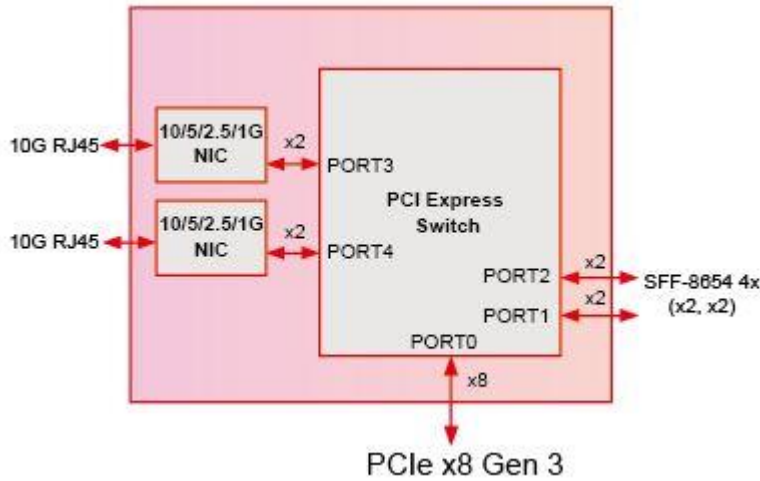 10/5/2.5/1G
NIC
10G RJ45
x2
PORT3
PCI Express
Switch
10/5/2.5/1G
NIC
10G RJ45
x2
PORT4
PORT2
x2
SFF-8654 4x
(x2, x2)
PORT1
x2
PORT0
x8
PCIe x8 Gen 3